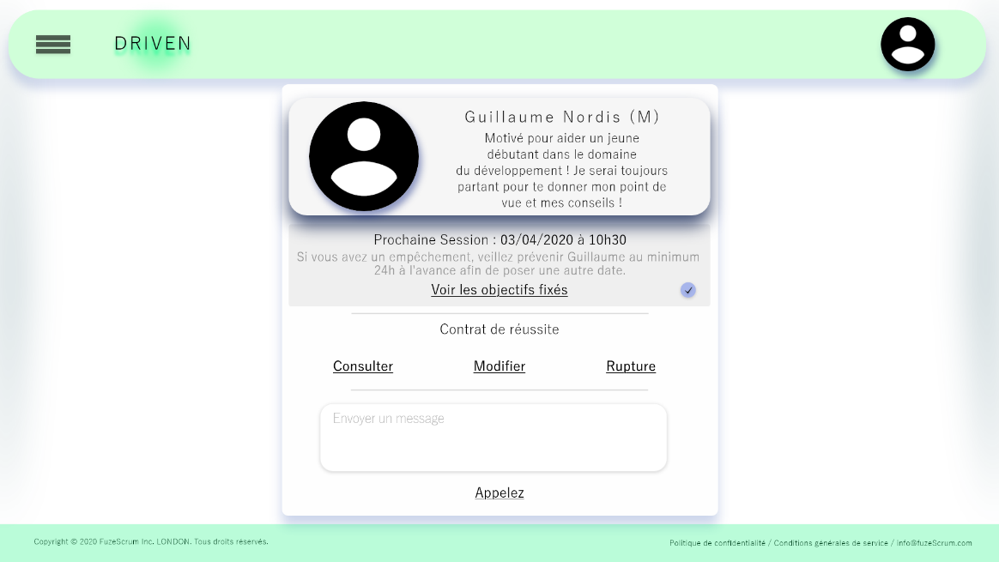 DRIVEN
Guillaume Nordis (M)
Motivé pour aider un jeune
débutant dans le domaine
du développement ! Je serai toujours
partant pour te donner mon point de
vue et mes conseils !
Prochaine Session : 03/04/2020 à 10h30
Si vous avez un empêchement, veillez prévenir Guillaume au minimum
24h à l'avance afin de poser une autre date.
Voir les objectifs fixés
Contrat de réussite
Consulter Modifier Rupture
Envoyer un message
Appelez
Copyright © 2020 FuzeScrum Inc. LONDON. Tous droits réservés.
Politique de confidentialité / Conditions générales de service / info@fuzeScrum.com